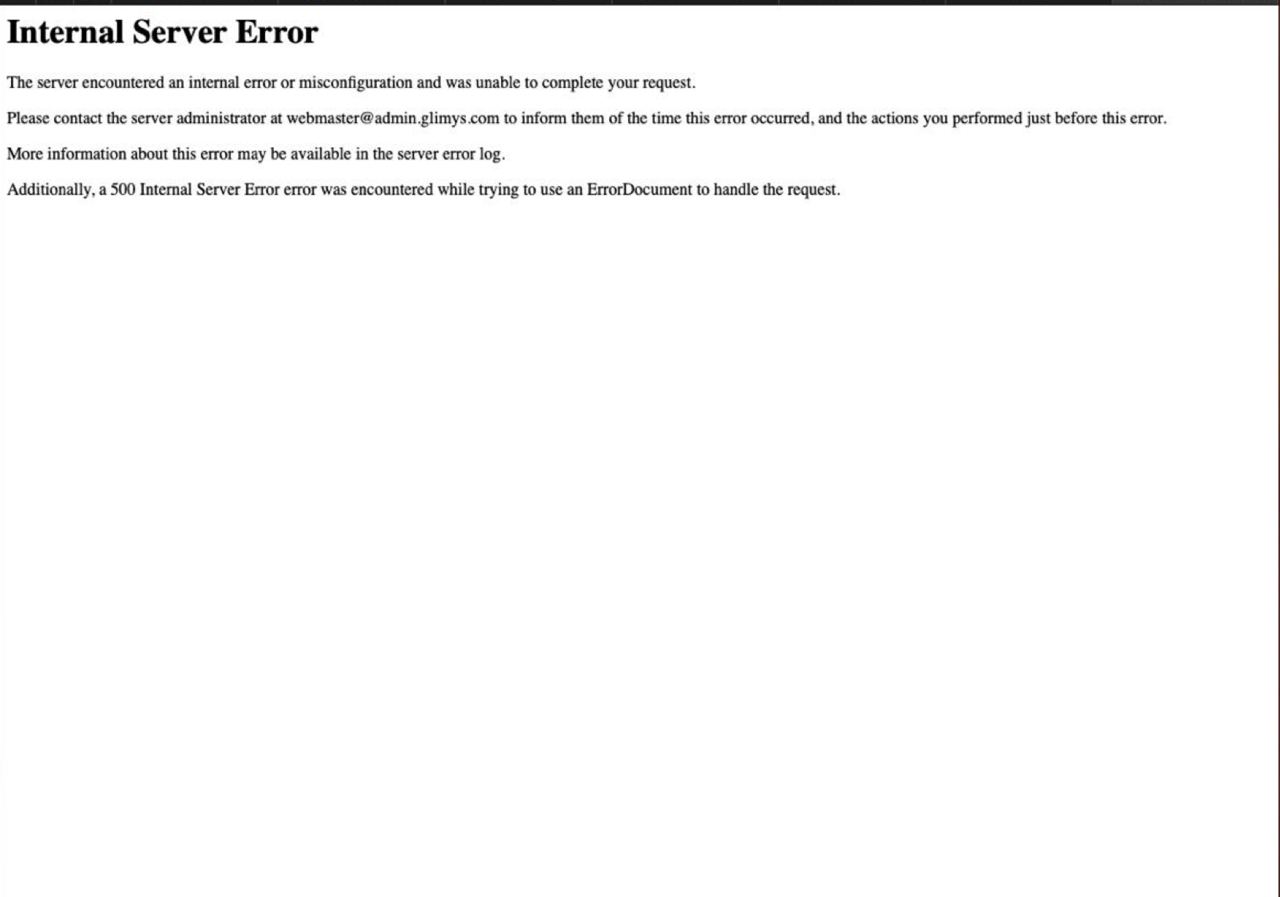 Internal Server Error
The server encountered an internal error or misconfiguration and was unable to complete your request.
Please contact the server administrator at webmaster@admin.glimys.com to inform them of the time this error occurred, and the actions you performed just before this error.
More information about this error may be available in the server error log.
Additionally, a 500 Internal Server Error error was encountered while trying to use an ErrorDocument to handle the request.